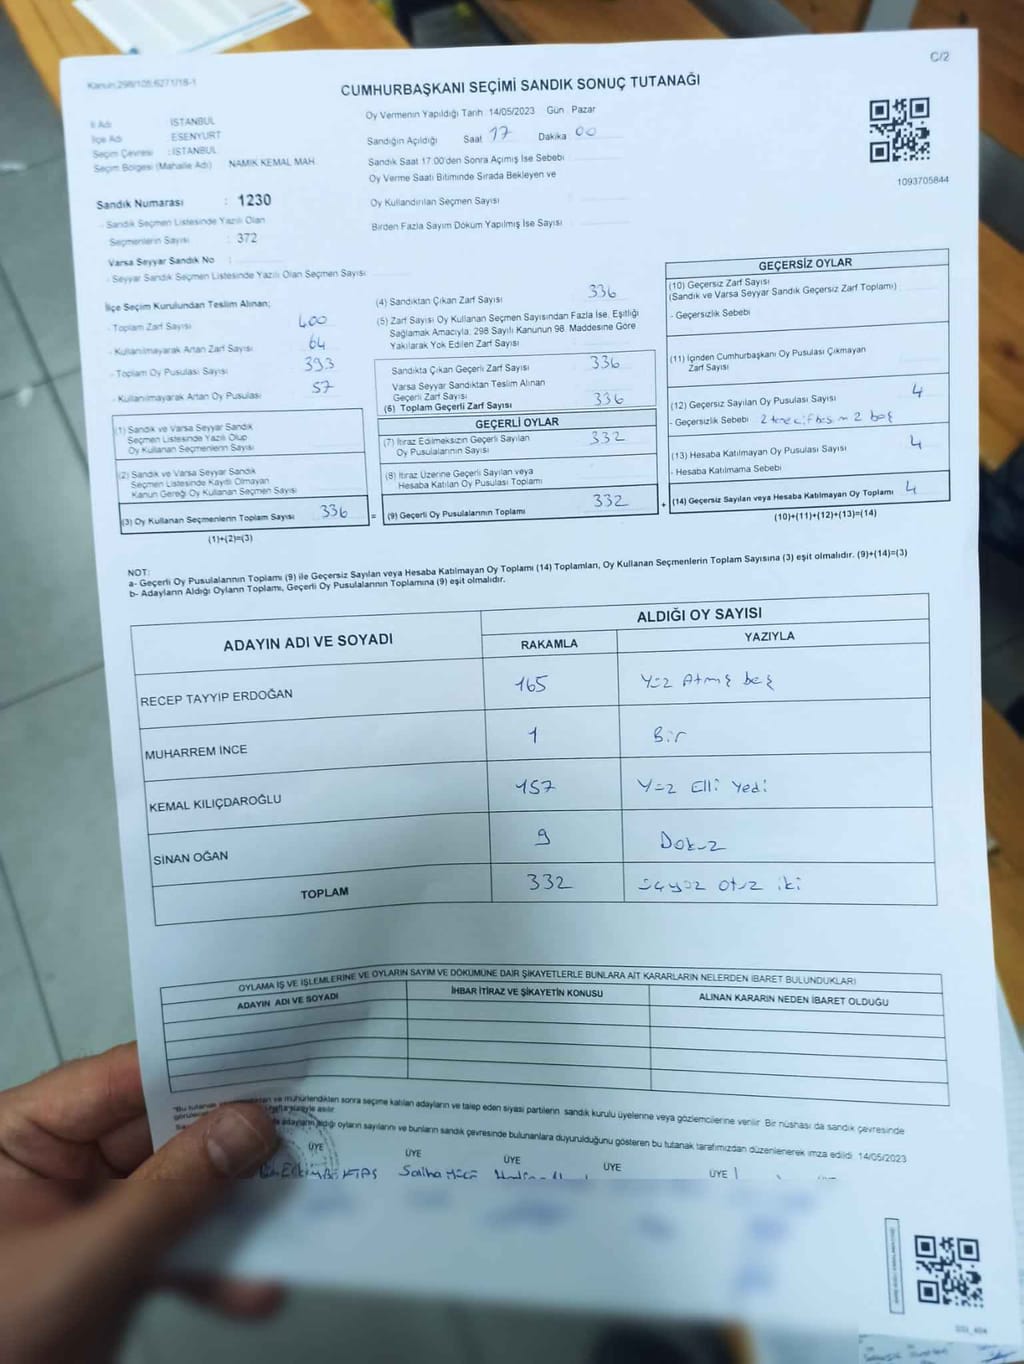 C/2
Kanun:298/105,6271/18-1
CUMHURBAŞKANI SEÇİMİ SANDIK SONUÇ TUTANAĞI
İl Adı İSTANBUL
İlçe Adı ESENYURT
Seçim Çevresi : İSTANBUL
Seçim Bölgesi (Mahalle Adı) NAMIK KEMAL MAH.
Oy Vermenin Yapıldığı Tarih 14/05/2023 Gün Pazar
Sandığın Açıldığı Saat 17 Dakika 00
Sandık Saat 17:00'den Sonra Açımış İse Sebebi
Oy Verme Saati Bitiminde Sırada Bekleyen ve
Oy Kullandırılan Seçmen Sayısı
Birden Fazla Sayım Döküm Yapılmış İse Sayısı
1093705844
Sandık Numarası : 1230
- Sandık Seçmen Listesinde Yazılı Olan
Seçmenlerin Sayısı : 372
Varsa Seyyar Sandık No :
- Seyyar Sandık Seçmen Listesinde Yazılı Olan Seçmen Sayısı
İlçe Seçim Kurulundan Teslim Alınan;
- Toplam Zarf Sayısı 400
- Kullanılmayarak Artan Zarf Sayısı 64
- Toplam Oy Pusulası Sayısı 393
- Kullanılmayarak Artan Oy Pusulası 57
(1) Sandık ve Varsa Seyyar Sandık
Seçmen Listesinde Yazılı Olup
Oy Kullanan Seçmenlerin Sayısı
(2) Sandık ve Varsa Seyyar Sandık
Seçmen Listesinde Kayıtlı Olmayan
Kanun Gereği Oy Kullanan Seçmen Sayısı
(3) Oy Kullanan Seçmenlerin Toplam Sayısı 336 =
(1)+(2)=(3)
(4) Sandıktan Çıkan Zarf Sayısı 336
(5) Zarf Sayısı Oy Kullanan Seçmen Sayısından Fazla İse, Eşitliği
Sağlamak Amacıyla, 298 Sayılı Kanunun 98. Maddesine Göre
Yakılarak Yok Edilen Zarf Sayısı
Sandıkta Çıkan Geçerli Zarf Sayısı 336
Varsa Seyyar Sandıktan Teslim Alınan
Geçerli Zarf Sayısı
(6) Toplam Geçerli Zarf Sayısı 336
GEÇERLİ OYLAR
(7) İtiraz Edilmeksizin Geçerli Sayılan
Oy Pusulalarının Sayısı 332
(8) İtiraz Üzerine Geçerli Sayılan veya
Hesaba Katılan Oy Pusulası Toplamı
(9) Geçerli Oy Pusulalarının Toplamı 332 +
GEÇERSİZ OYLAR
(10) Geçersiz Zarf Sayısı
(Sandık ve Varsa Seyyar Sandık Geçersiz Zarf Toplamı)
- Geçersizlik Sebebi
(11) İçinden Cumhurbaşkanı Oy Pusulası Çıkmayan
Zarf Sayısı
(12) Geçersiz Sayılan Oy Pusulası Sayısı 4
- Geçersizlik Sebebi 2 tane 2 boş
(13) Hesaba Katılmayan Oy Pusulası Sayısı 4
- Hesaba Katılmama Sebebi
(14) Geçersiz Sayılan veya Hesaba Katılmayan Oy Toplamı 4
(10)+(11)+(12)+(13)=(14)
NOT:
a- Geçerli Oy Pusulalarının Toplamı (9) ile Geçersiz Sayılan veya Hesaba Katılmayan Oy Toplamı (14) Toplamları, Oy Kullanan Seçmenlerin Toplam Sayısına (3) eşit olmalıdır. (9)+(14)=(3)
b- Adayların Aldığı Oyların Toplamı, Geçerli Oy Pusulalarının Toplamına (9) eşit olmalıdır.
ADAYIN ADI VE SOYADI ALDIĞI OY SAYISI
RAKAMLA YAZIYLA
RECEP TAYYİP ERDOĞAN 165 Yüz Atmış beş
MUHARREM İNCE 1 Bir
KEMAL KILIÇDAROĞLU 157 Yüz Elli Yedi
SİNAN OĞAN 9 Dokuz
TOPLAM 332 üçyüz otuz iki
OYLAMA İŞ VE İŞLEMLERİNE VE OYLARIN SAYIM VE DÖKÜMÜNE DAİR ŞİKAYETLERLE BUNLARA AİT KARARLARIN NELERDEN İBARET BULUNDUKLARI
ADAYIN ADI VE SOYADI İHBAR İTİRAZ VE ŞİKAYETİN KONUSU ALINAN KARARIN NEDEN İBARET OLDUĞU
"Bu tutanak ve mühürlendikten sonra seçime katılan adayların ve talep eden siyasi partilerin sandık kurulu üyelerine veya gözlemcilerine verilir. Bir nüshası da sandık çevresinde
asılır
adayların aldığı oyların sayılarını ve bunların sandık çevresinde bulunanlara duyurulduğunu gösteren bu tutanak tarafımızdan düzenlenerek imza edildi 14/05/2023
ÜYE ÜYE ÜYE ÜYE ÜYE
Saliha